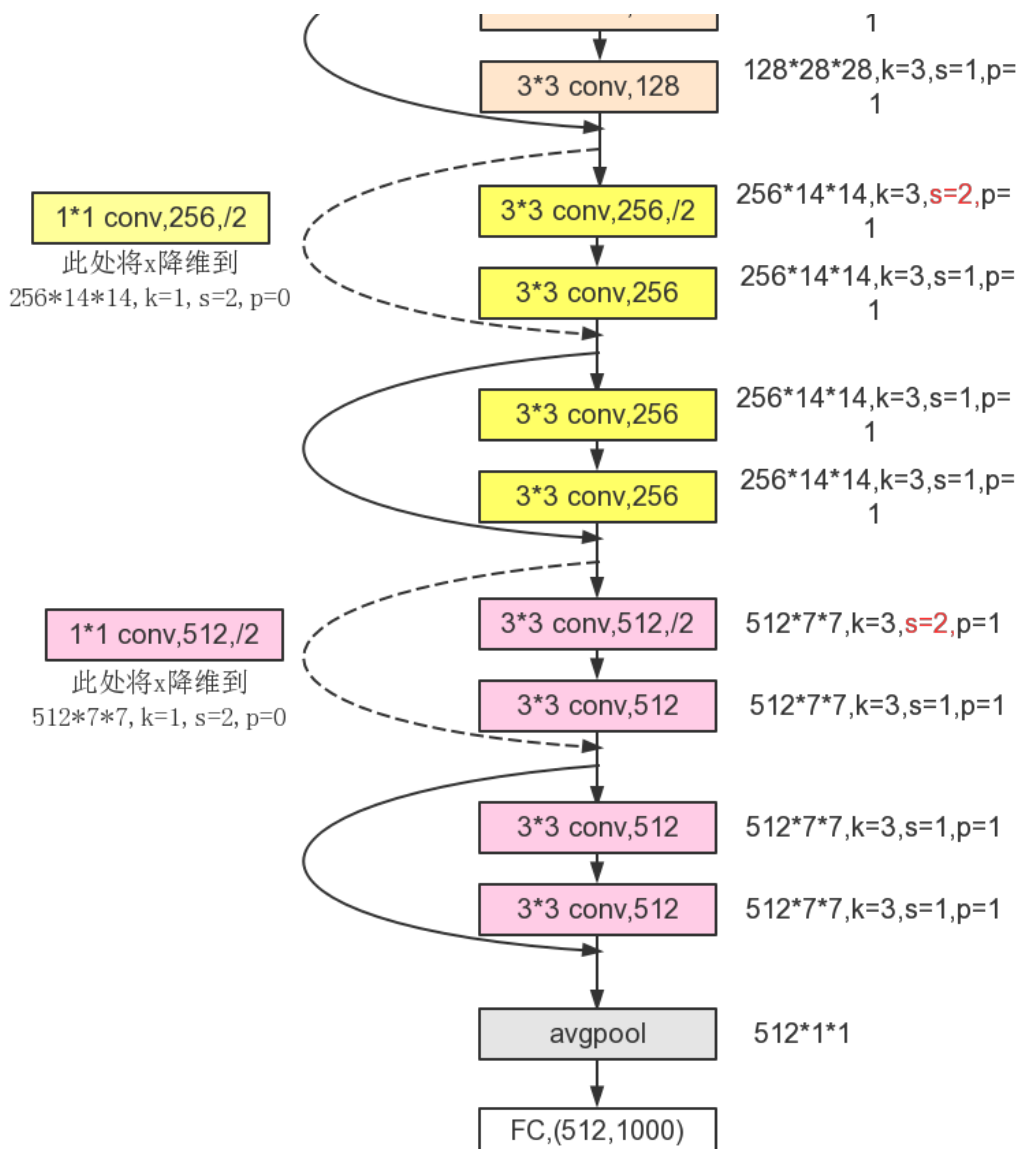 1
3*3 conv,128
128*28*28,k=3,s=1,p=
1
3*3 conv,256,/2
256*14*14,k=3,s=2,p=
1
1*1 conv,256,/2
此处将x降维到
256*14*14,k=1,s=2,p=0
3*3 conv,256
256*14*14,k=3,s=1,p=
1
3*3 conv,256
256*14*14,k=3,s=1,p=
1
3*3 conv,256
256*14*14,k=3,s=1,p=
1
3*3 conv,512,/2
512*7*7,k=3,s=2,p=1
1*1 conv,512,/2
此处将x降维到
512*7*7,k=1,s=2,p=0
3*3 conv,512
512*7*7,k=3,s=1,p=1
3*3 conv,512
512*7*7,k=3,s=1,p=1
3*3 conv,512
512*7*7,k=3,s=1,p=1
avgpool
512*1*1
FC,(512,1000)